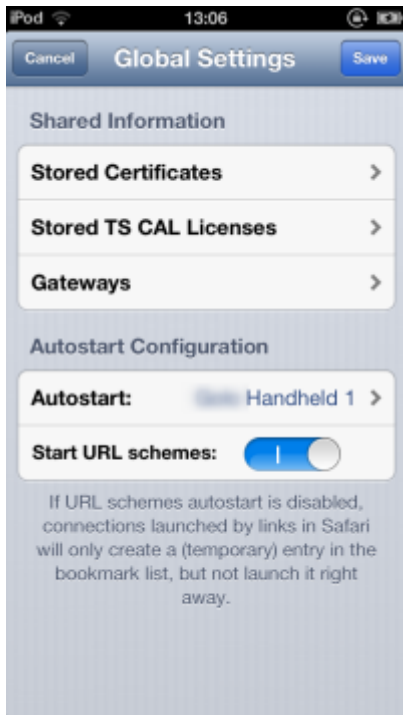 iPod 13:06
Cancel Global Settings Save
Shared Information
Stored Certificates
Stored TS CAL Licenses
Gateways
Autostart Configuration
Autostart: Handheld 1
Start URL schemes:
If URL schemes autostart is disabled,
connections launched by links in Safari
will only create a (temporary) entry in the
bookmark list, but not launch it right
away.